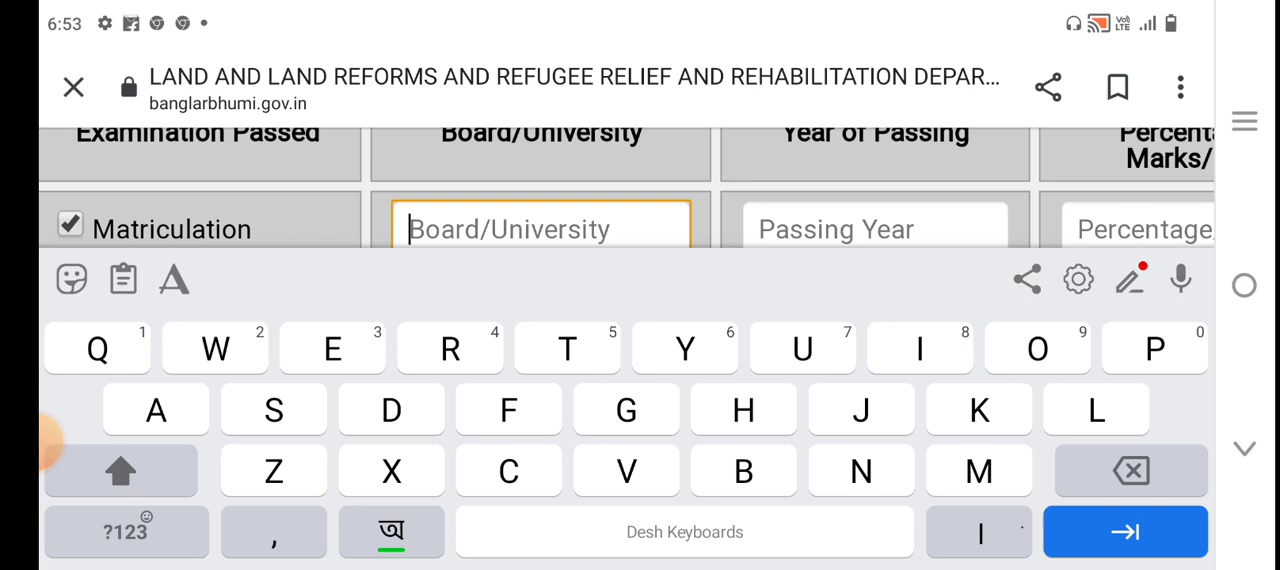 6:53
VoI)
LTE
LAND AND LAND REFORMS AND REFUGEE RELIEF AND REHABILITATION DEPAR...
banglarbhumi.gov.in
Examination Passed Board/University Year of Passing Percent
Marks/
Matriculation Board/University Passing Year Percentage
A
Q 1 W 2 E 3 R 4 T 5 Y 6 U 7 I 8 O 9 P 0
A S D F G H J K L
Z X C V B N M
?123 , অ Desh Keyboards । .